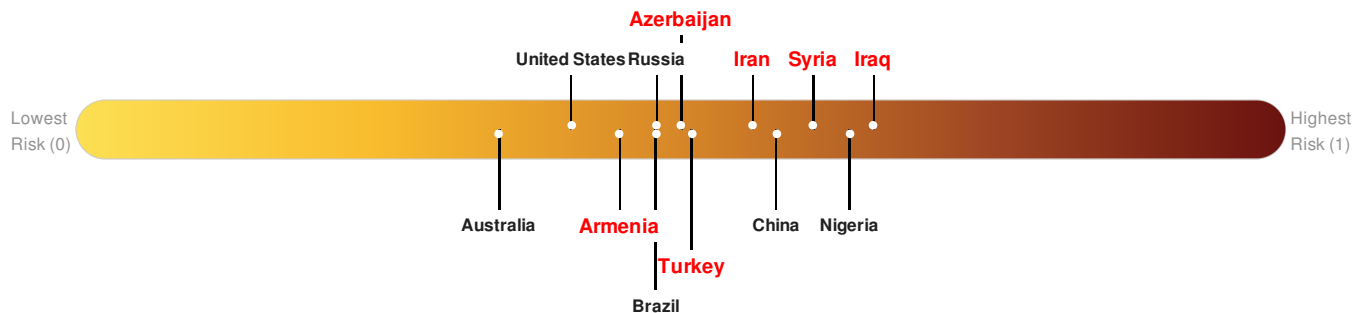 Azerbaijan
United States Russia Iran Syria Iraq
Lowest
Risk (0)
Highest
Risk (1)
Australia Armenia China Nigeria
Turkey
Brazil